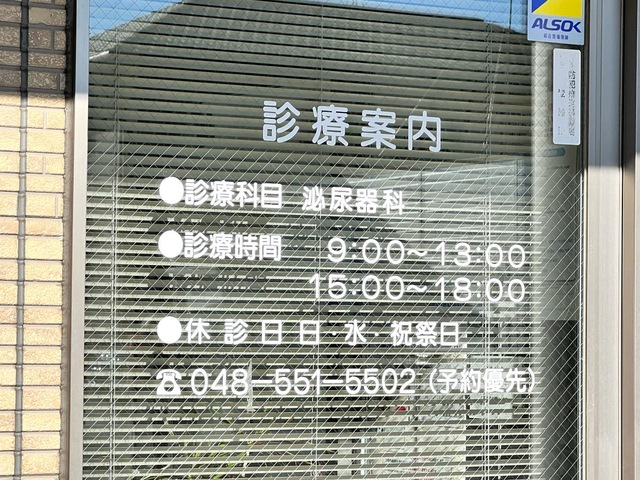 ALSOK
診療案内
●診療科目 泌尿器科
●診療時間 9:00～13:00
15:00～18:00
●休診日 日・水・祝祭日
☎048-551-5502（予約優先）